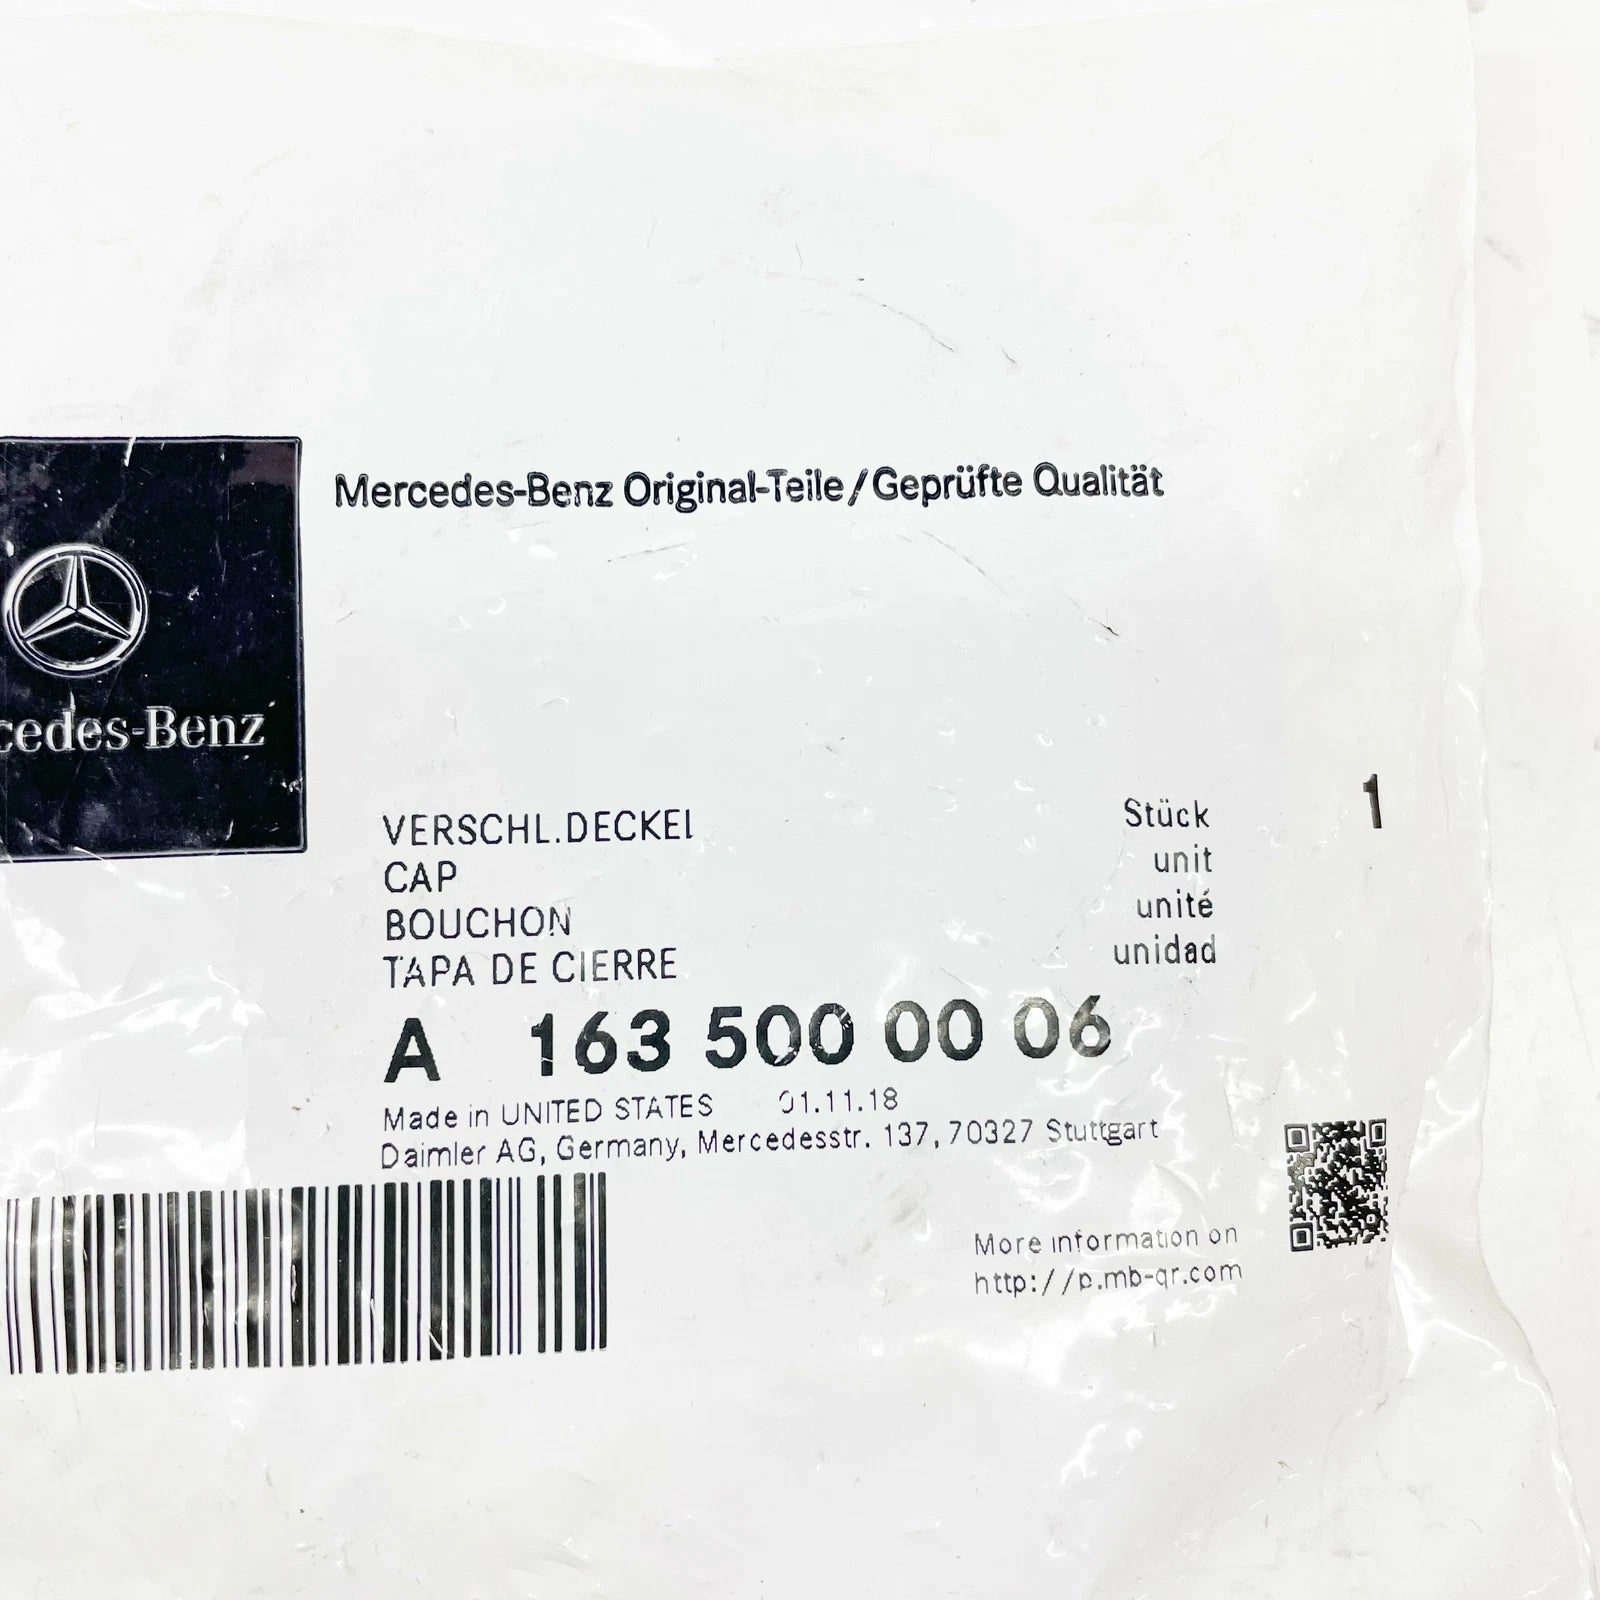 Mercedes-Benz Original-Teile/Geprüfte Qualität
cedes-Benz
VERSCHL.DECKEL
CAP
BOUCHON
TAPA DE CIERRE
Stück 1
unit
unité
unidad
A 163 500 00 06
Made in UNITED STATES 01.11.18
Daimler AG, Germany, Mercedesstr. 137, 70327 Stuttgart
More information on
http://p.mb-qr.com